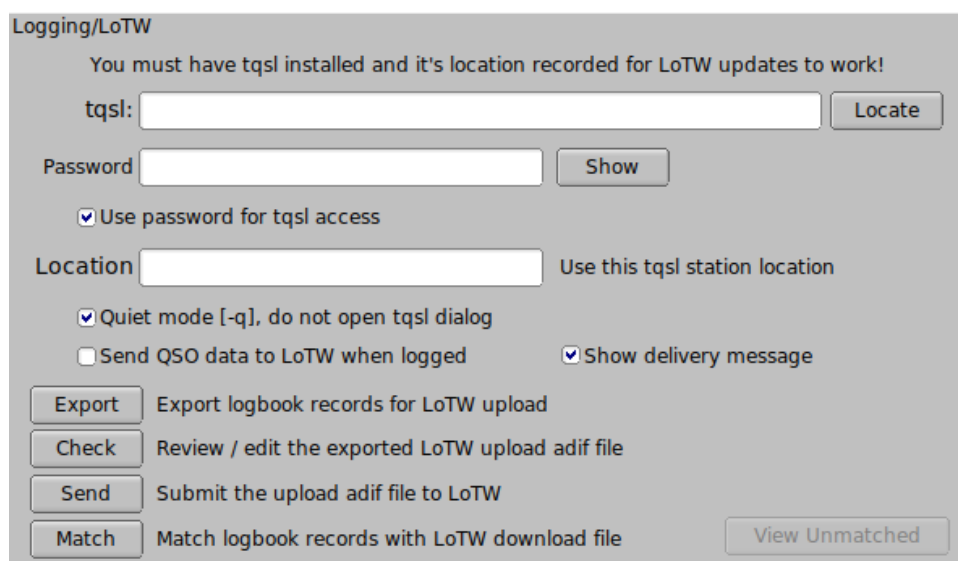 Logging/LoTW
You must have tqsl installed and it's location recorded for LoTW updates to work!
tqsl: Locate
Password Show
Use password for tqsl access
Location Use this tqsl station location
Quiet mode [-q], do not open tqsl dialog
Send QSO data to LoTW when logged Show delivery message
Export Export logbook records for LoTW upload
Check Review / edit the exported LoTW upload adif file
Send Submit the upload adif file to LoTW
Match Match logbook records with LoTW download file View Unmatched